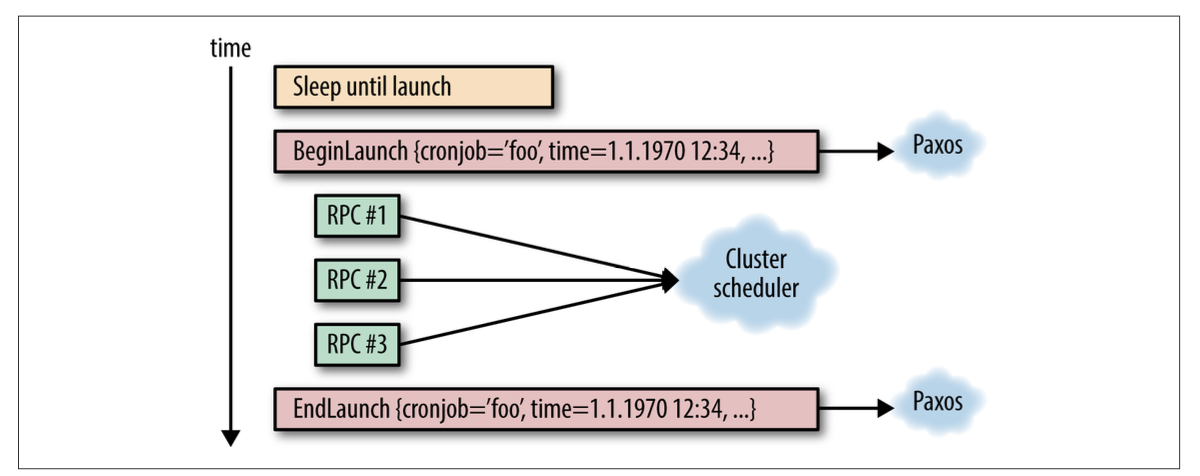 time
Sleep until launch
BeginLaunch {cronjob=‘foo’, time=1.1.1970 12:34, ...}
Paxos
RPC #1
RPC #2
RPC #3
Cluster
scheduler
EndLaunch {cronjob=‘foo’, time=1.1.1970 12:34, ...}
Paxos